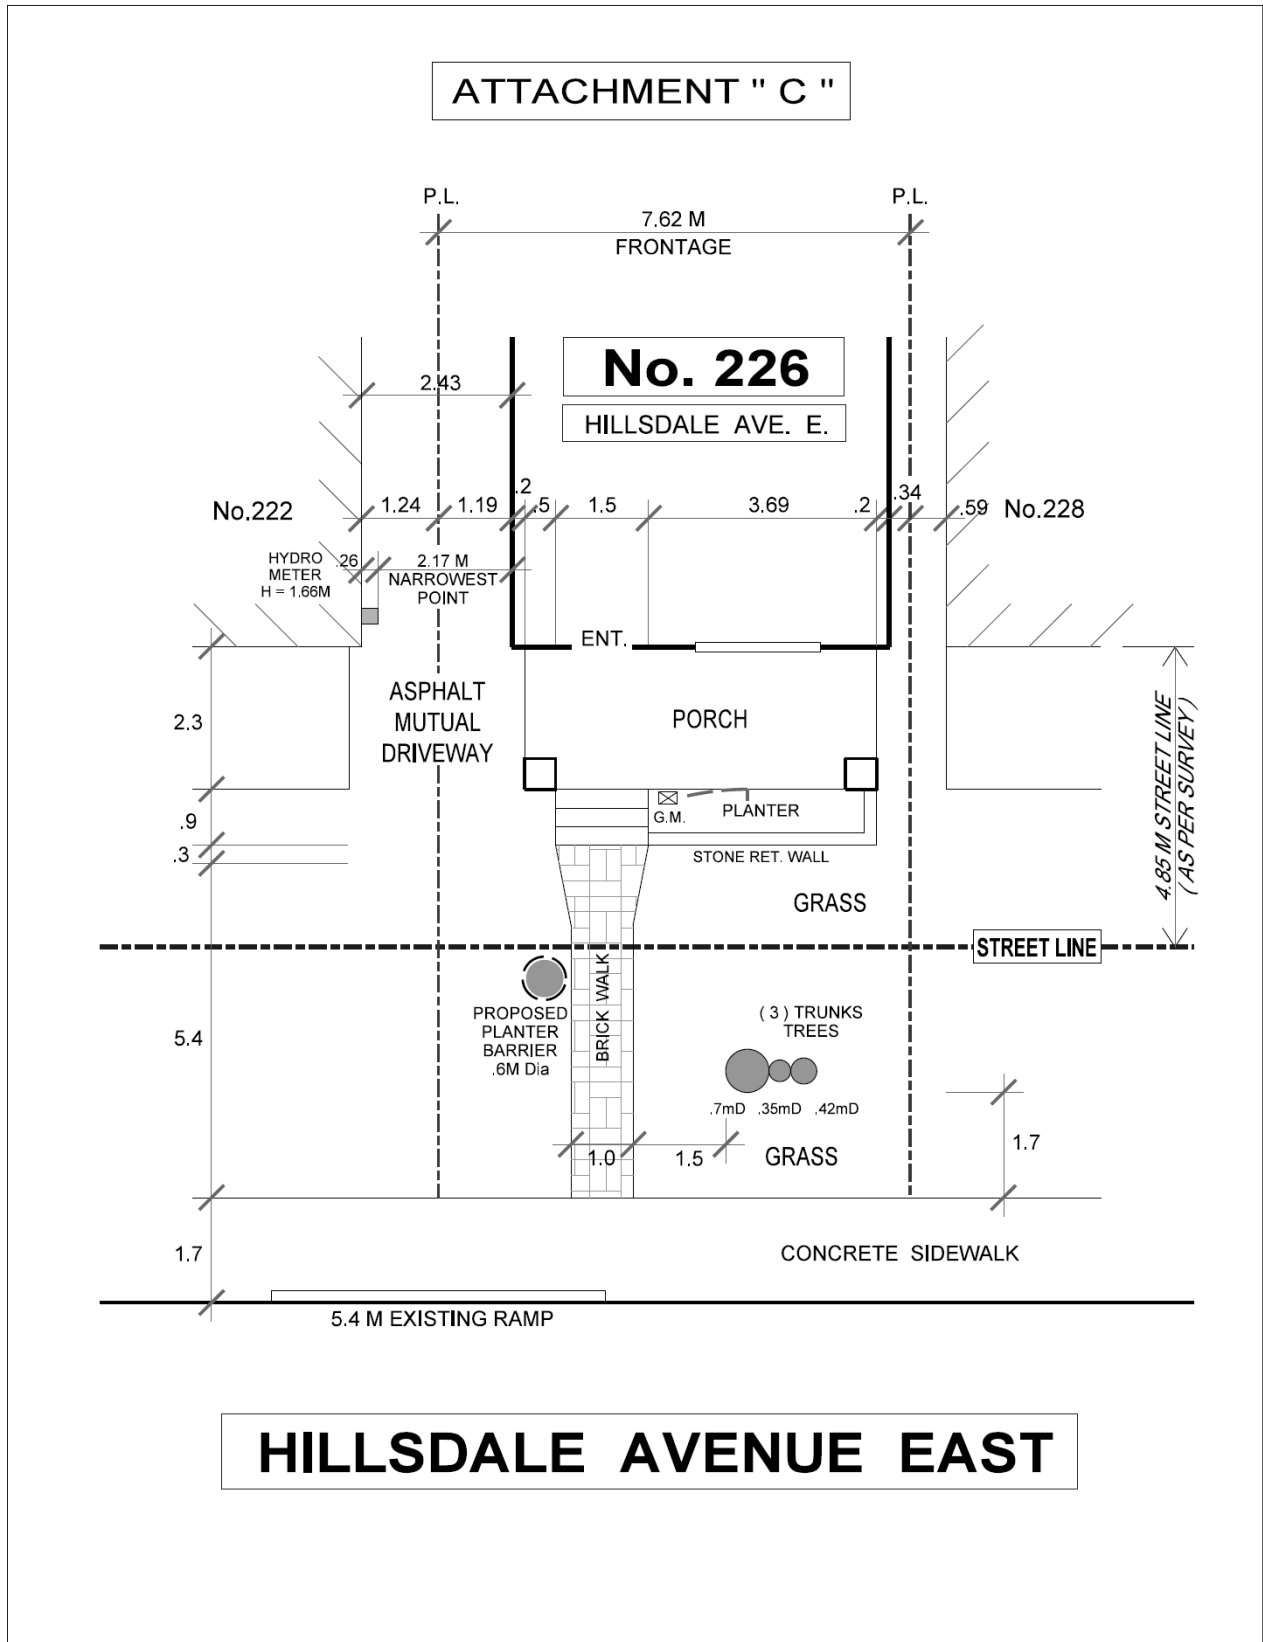 ATTACHMENT " C "
P.L.
P.L.
7.62 M
FRONTAGE
No. 226
HILLSDALE AVE. E.
2.43
No.222
1.24
1.19
.2
.5
1.5
3.69
.2
.34
.59
No.228
HYDRO
METER
H = 1.66M
.26
2.17 M
NARROWEST
POINT
ENT.
ASPHALT
MUTUAL
DRIVEWAY
PORCH
2.3
4.85 M STREET LINE
( AS PER SURVEY )
G.M.
PLANTER
.9
.3
STONE RET. WALL
GRASS
STREET LINE
BRICK WALK
PROPOSED
PLANTER
BARRIER
.6M Dia
( 3 ) TRUNKS
TREES
5.4
.7mD
.35mD
.42mD
1.0
1.5
GRASS
1.7
1.7
CONCRETE SIDEWALK
5.4 M EXISTING RAMP
HILLSDALE AVENUE EAST